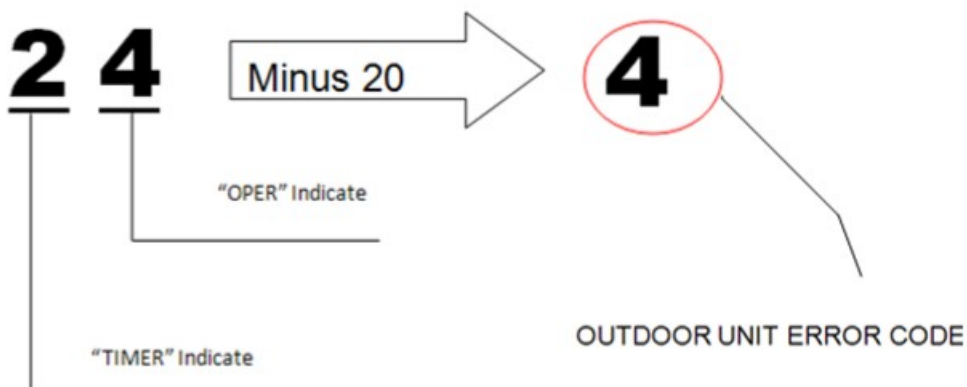 2 4 Minus 20 4
"OPER" Indicate
OUTDOOR UNIT ERROR CODE
"TIMER" Indicate